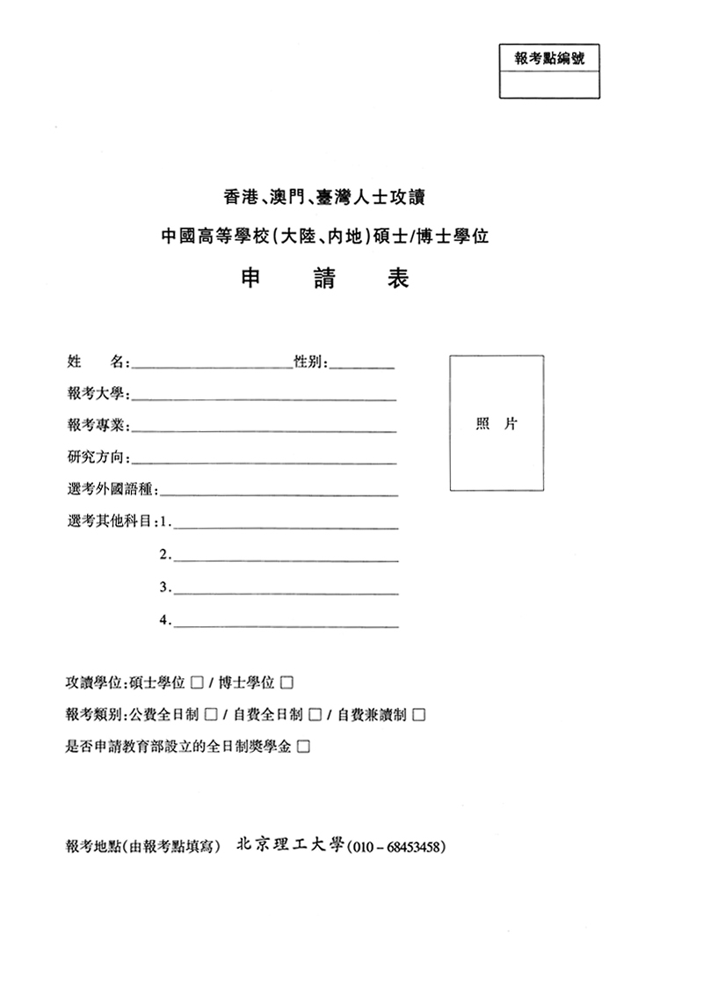 報考點編號
香港、澳門、臺灣人士攻讀
中國高等學校(大陸、内地)碩士/博士學位
申 請 表
姓 名:____________________性别:________
報考大學:________________________________
報考專業:________________________________
研究方向:________________________________
選考外國語種:____________________________
選考其他科目:1.__________________________
2.__________________________
3.__________________________
4.__________________________
照 片
攻讀學位:碩士學位 □ / 博士學位 □
報考類别:公費全日制 □ / 自費全日制 □ / 自費兼讀制 □
是否申請教育部設立的全日制獎學金 □
報考地點(由報考點填寫) 北京理工大學(010-68453458)